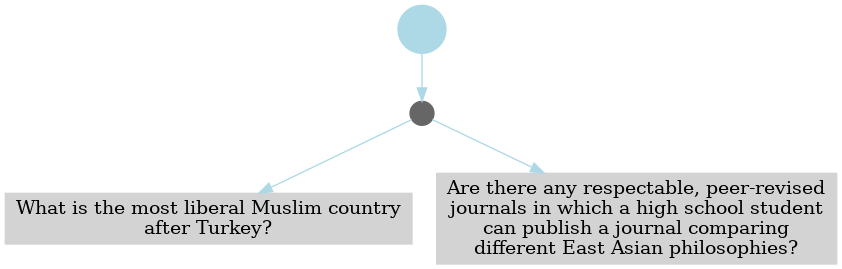 What is the most liberal Muslim country
after Turkey?
Are there any respectable, peer-revised
journals in which a high school student
can publish a journal comparing
different East Asian philosophies?